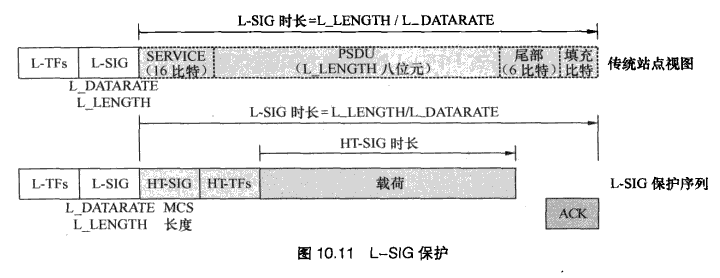 L-SIG 时长=L_LENGTH / L_DATARATE
L-TFs L-SIG SERVICE PSDU 尾部 填充
(16 比特) (L_LENGTH 八位元) (6 比特) 比特
传统站点视图
L_DATARATE
L_LENGTH
L-SIG 时长=L_LENGTH/L_DATARATE
HT-SIG 时长
L-TFs L-SIG HT-SIG HT-TFs 载荷
L-SIG 保护序列
L_DATARATE MCS
L_LENGTH 长度
ACK
图 10.11 L-SIG 保护